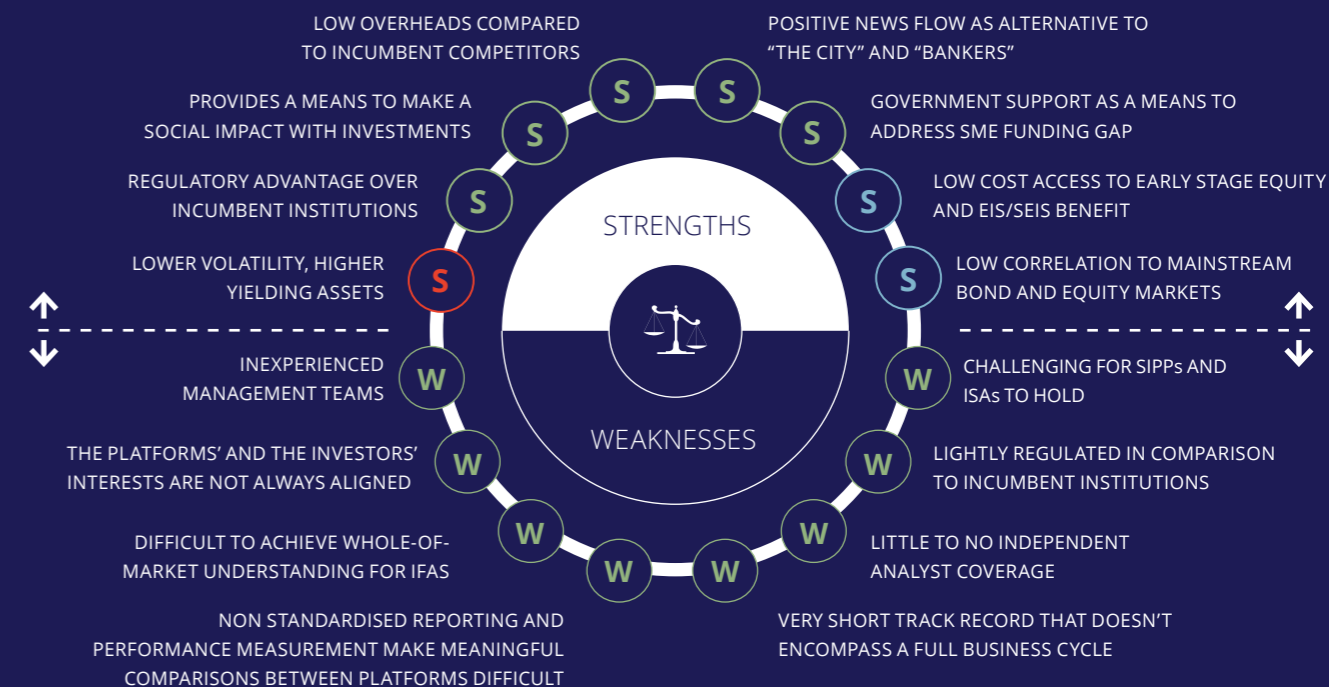 LOW OVERHEADS COMPARED
TO INCUMBENT COMPETITORS
POSITIVE NEWS FLOW AS ALTERNATIVE TO
“THE CITY” AND “BANKERS”
PROVIDES A MEANS TO MAKE A
SOCIAL IMPACT WITH INVESTMENTS
GOVERNMENT SUPPORT AS A MEANS TO
ADDRESS SME FUNDING GAP
REGULATORY ADVANTAGE OVER
INCUMBENT INSTITUTIONS
LOW COST ACCESS TO EARLY STAGE EQUITY
AND EIS/SEIS BENEFIT
LOWER VOLATILITY, HIGHER
YIELDING ASSETS
LOW CORRELATION TO MAINSTREAM
BOND AND EQUITY MARKETS
S
S
S
S
S
S
S
S
STRENGTHS
WEAKNESSES
INEXPERIENCED
MANAGEMENT TEAMS
CHALLENGING FOR SIPPs AND
ISAs TO HOLD
THE PLATFORMS’ AND THE INVESTORS’
INTERESTS ARE NOT ALWAYS ALIGNED
LIGHTLY REGULATED IN COMPARISON
TO INCUMBENT INSTITUTIONS
DIFFICULT TO ACHIEVE WHOLE-OF-
MARKET UNDERSTANDING FOR IFAS
LITTLE TO NO INDEPENDENT
ANALYST COVERAGE
NON STANDARDISED REPORTING AND
PERFORMANCE MEASUREMENT MAKE MEANINGFUL
COMPARISONS BETWEEN PLATFORMS DIFFICULT
VERY SHORT TRACK RECORD THAT DOESN’T
ENCOMPASS A FULL BUSINESS CYCLE
W
W
W
W
W
W
W
W